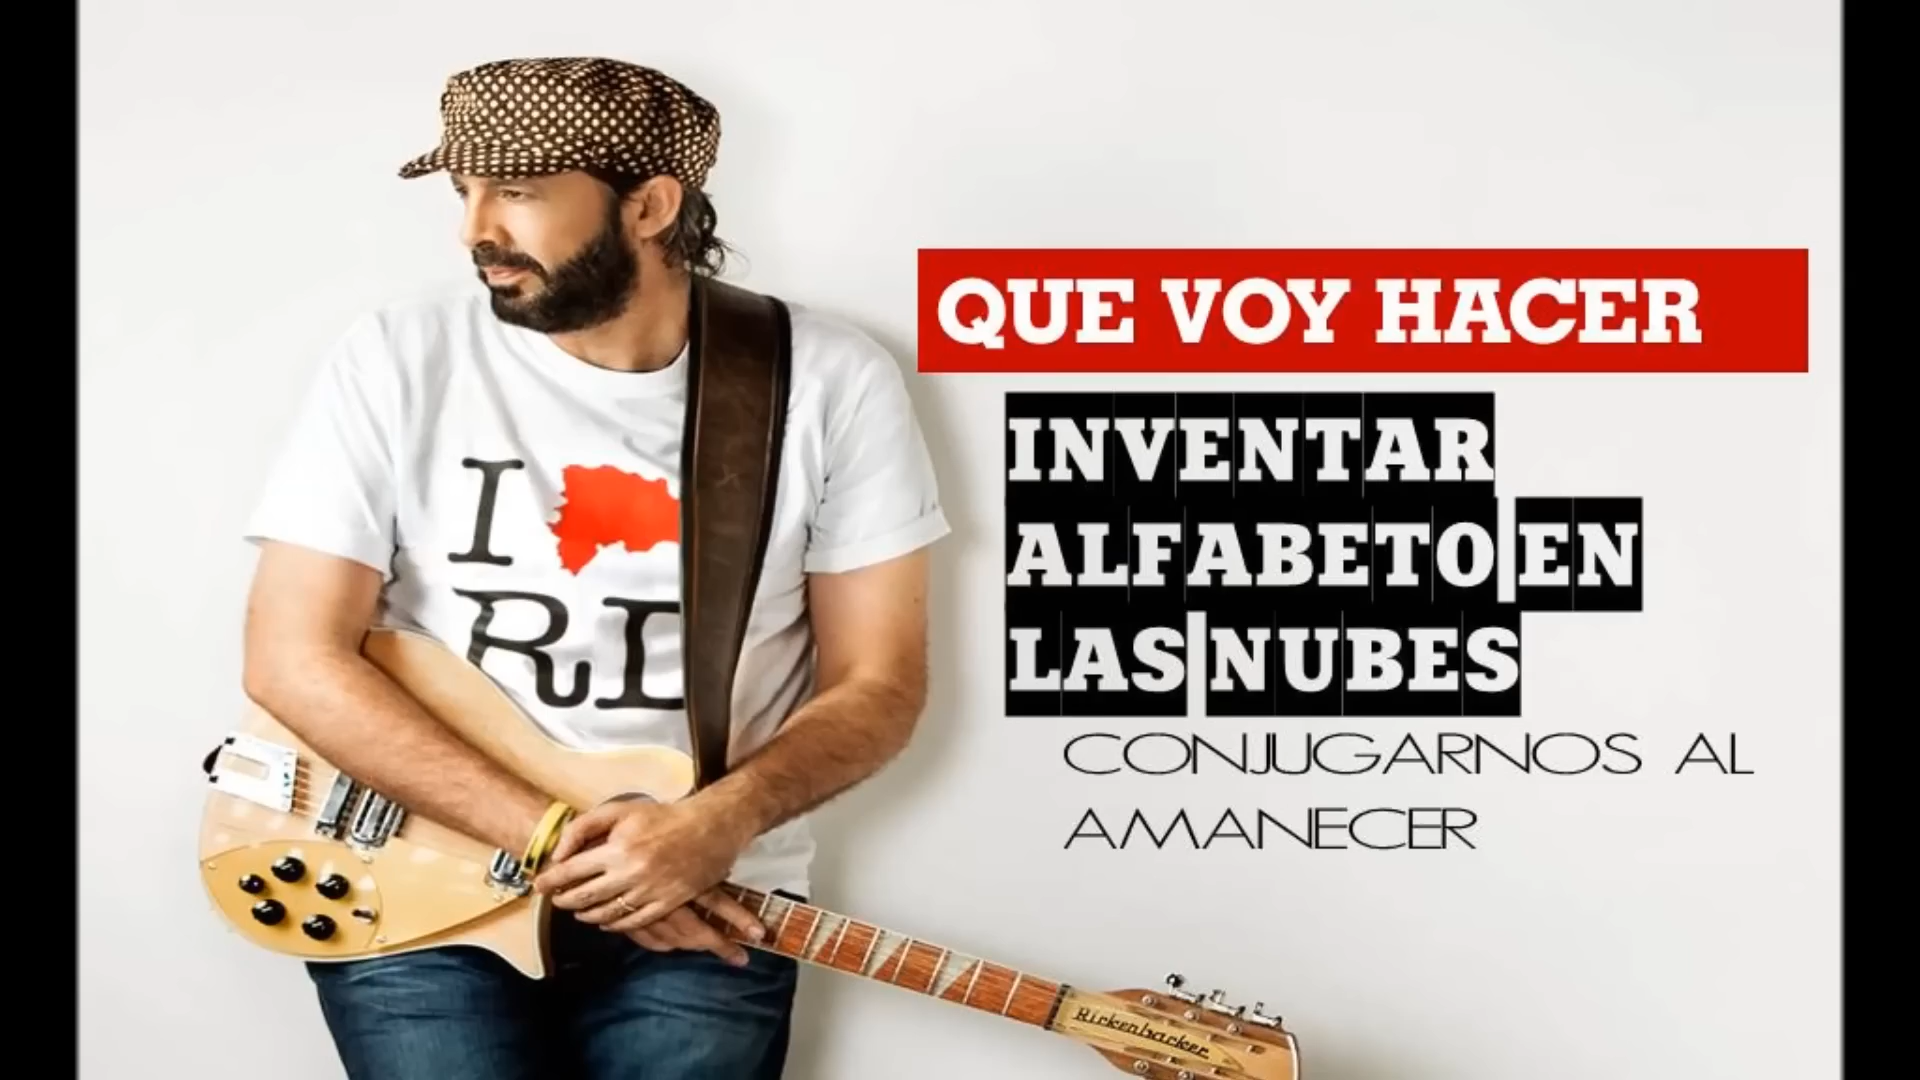 QUE VOY HACER
INVENTAR
ALFABETO EN
LAS NUBES
CONJUGARNOS AL
AMANECER
I
RD
Rickenbacker